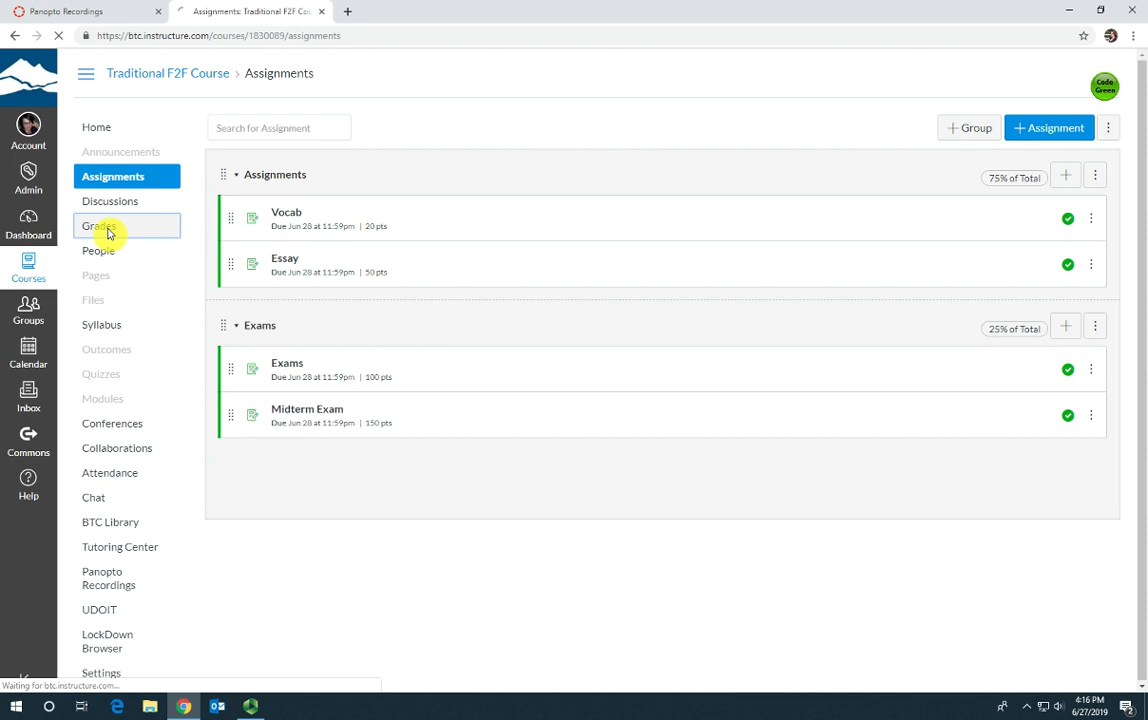 Panopto Recordings
Assignments: Traditional F2F Co
https://btc.instructure.com/courses/1830089/assignments
Traditional F2F Course › Assignments
Code
Green
Account
Admin
Dashboard
Courses
Groups
Calendar
Inbox
Commons
Help
Home
Announcements
Assignments
Discussions
Grades
People
Pages
Files
Syllabus
Outcomes
Quizzes
Modules
Conferences
Collaborations
Attendance
Chat
BTC Library
Tutoring Center
Panopto
Recordings
UDOIT
LockDown
Browser
Settings
Search for Assignment
+ Group
+ Assignment
Assignments
75% of Total
Vocab
Due Jun 28 at 11:59pm | 20 pts
Essay
Due Jun 28 at 11:59pm | 50 pts
Exams
25% of Total
Exams
Due Jun 28 at 11:59pm | 100 pts
Midterm Exam
Due Jun 28 at 11:59pm | 150 pts
Waiting for btc.instructure.com...
4:16 PM
6/27/2019